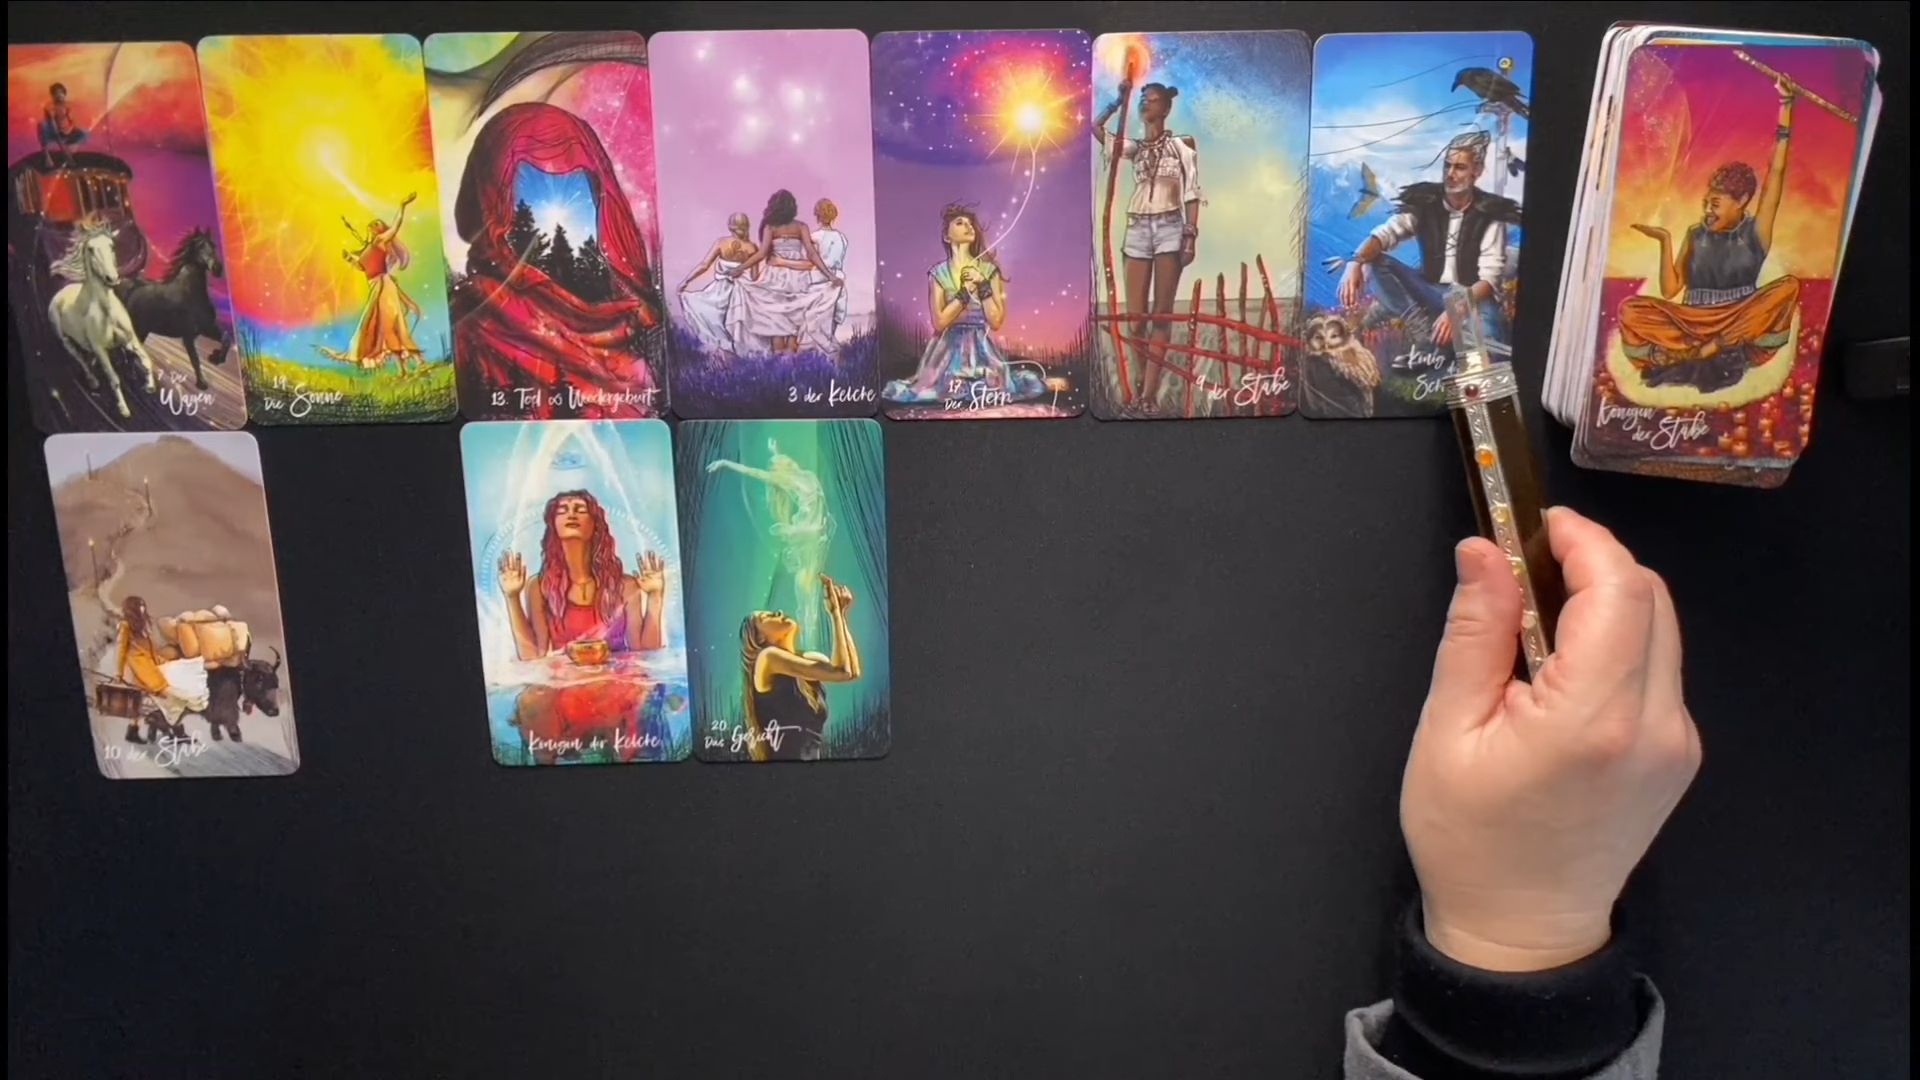 7. Der
Wagen
19.
Die Sonne
13. Tod ∞ Wiedergeburt
3 der Kelche
17.
Der Stern
9 der Stäbe
König
Sch
Königin
der Stäbe
10 der Stäbe
Königin der Kelche
20.
Das Gericht